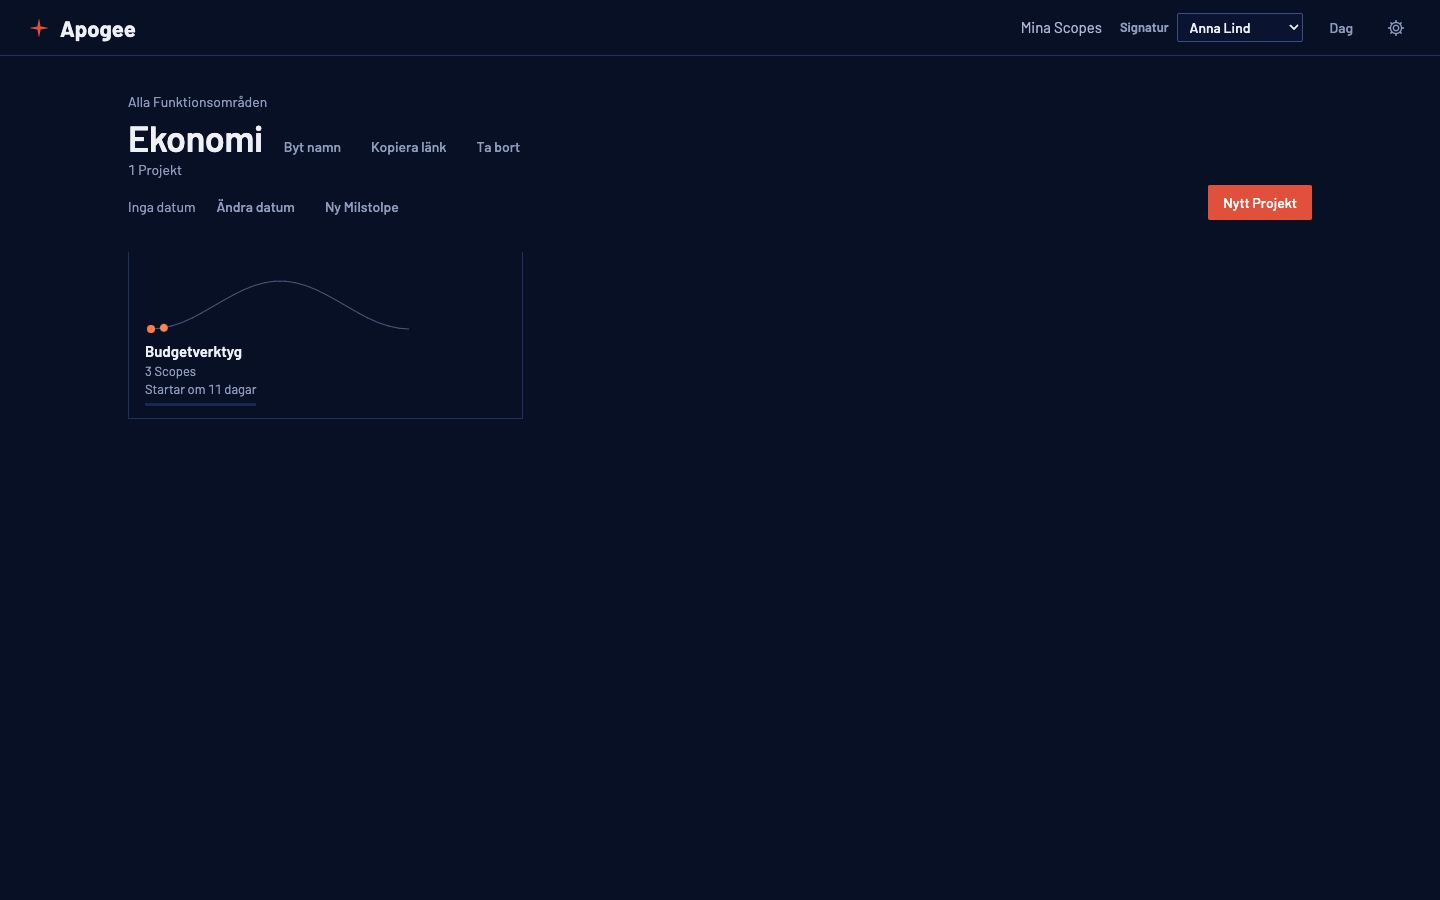 Apogee
Mina Scopes Signatur Anna Lind Dag
Alla Funktionsområden
Ekonomi Byt namn Kopiera länk Ta bort
1 Projekt
Inga datum Ändra datum Ny Milstolpe
Nytt Projekt
Budgetverktyg
3 Scopes
Startar om 11 dagar